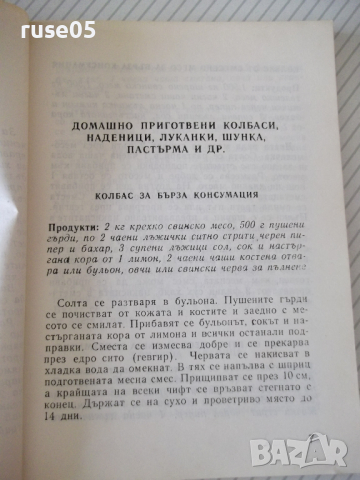 ruse05
ДОМАШНО ПРИГОТВЕНИ КОЛБАСИ,
НАДЕНИЦИ, ЛУКАНКИ, ШУНКА,
ПАСТЪРМА И ДР.
КОЛБАС ЗА БЪРЗА КОНСУМАЦИЯ
Продукти: 2 кг крехко свинско месо, 500 г пушени
гърди, по 2 чаени лъжички ситно стрити черен пи-
пер и бахар, 3 супени лъжици сол, сок и настър-
гана кора от 1 лимон, 2 чаени чаши костена отва-
ра или бульон, овчи или свински черва за пълнене
Солта се разтваря в бульона. Пушените гърди
се почистват от кожата и костите и заедно с ме-
сото се смилат. Прибавят се бульонът, сокът и на-
стърганата кора от лимона и всички останали под-
правки. Сместа се измесва добре и се прекарва
през едро сито (гевгир). Червата се накисват в
хладка вода да омекнат. В тях се напълва с шприц
подготвената месна смес. Прищипват се през 10 см,
а крайщата на всеки чифт се връзват стегнато с
конец. Държат се на сухо и проветриво място до
14 дни.
BAZAR
bg